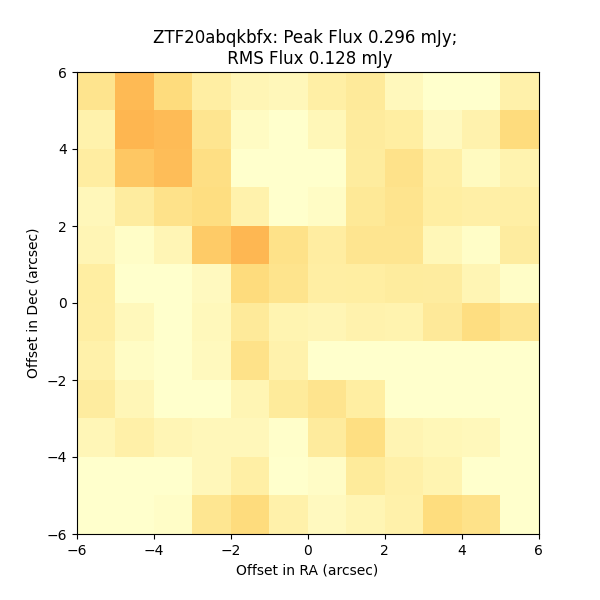 ZTF20abqkbfx: Peak Flux 0.296 mJy;
RMS Flux 0.128 mJy
6
4
2
0
−2
−4
−6
Offset in Dec (arcsec)
−6 −4 −2 0 2 4 6
Offset in RA (arcsec)